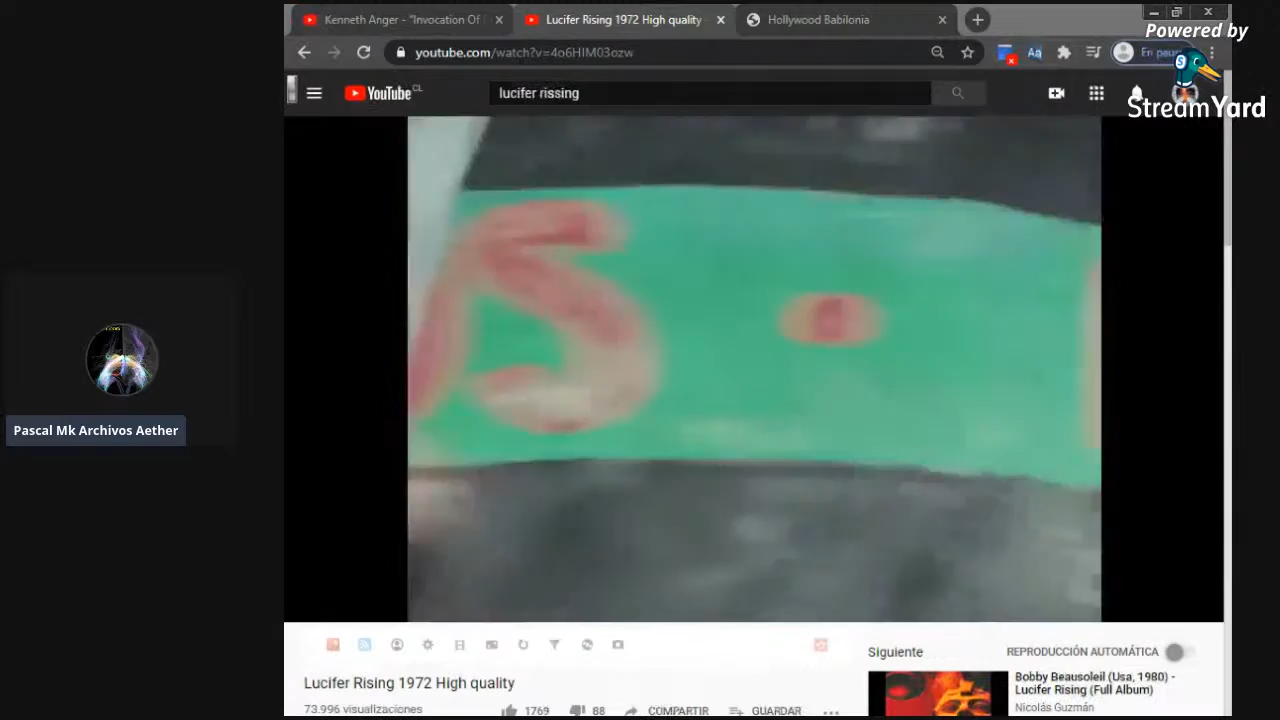 Kenneth Anger - "Invocation Of
Lucifer Rising 1972 High quality
Hollywood Babilonia
Powered by
youtube.com/watch?v=4o6HIM03ozw
Aa
YouTube CL
lucifer rissing
StreamYard
S
Pascal Mk Archivos Aether
Siguiente
REPRODUCCIÓN AUTOMÁTICA
Lucifer Rising 1972 High quality
Bobby Beausoleil (Usa, 1980) -
Lucifer Rising (Full Album)
Nicolás Guzmán
73.996 visualizaciones
1769
88
COMPARTIR
GUARDAR